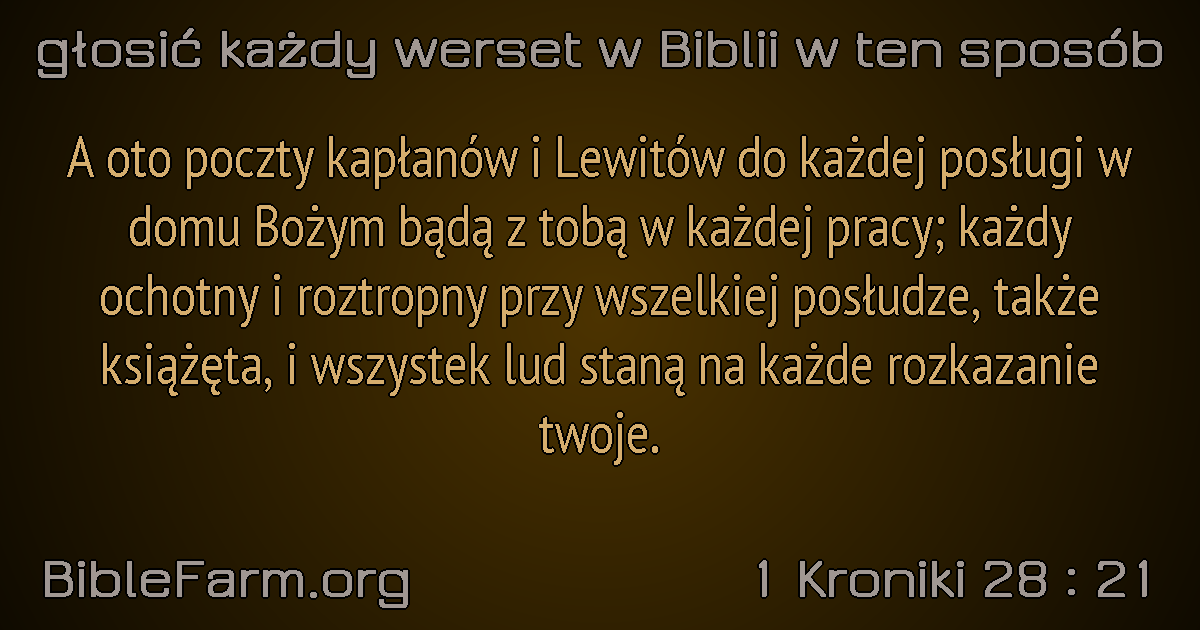 głosić każdy werset w Biblii w ten sposób
A oto poczty kapłanów i Lewitów do każdej posługi w
domu Bożym bądą z tobą w każdej pracy; każdy
ochotny i roztropny przy wszelkiej posłudze, także
książęta, i wszystek lud staną na każde rozkazanie
twoje.
BibleFarm.org
1 Kroniki 28 : 21